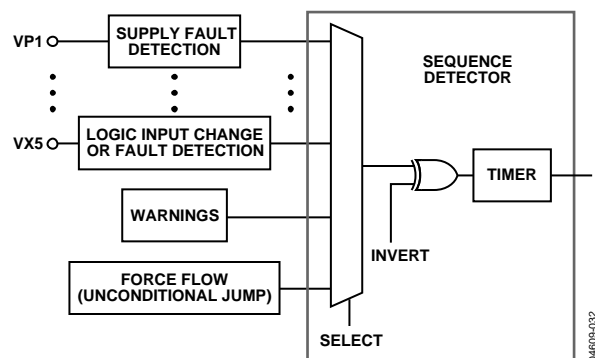 VP1
SUPPLY FAULT
DETECTION
SEQUENCE
DETECTOR
VX5
LOGIC INPUT CHANGE
OR FAULT DETECTION
TIMER
WARNINGS
INVERT
FORCE FLOW
(UNCONDITIONAL JUMP)
SELECT
04609-032